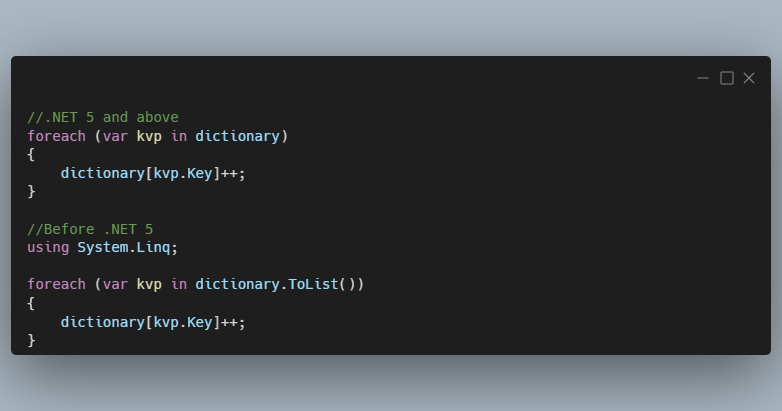 //.NET 5 and above
foreach (var kvp in dictionary)
{
    dictionary[kvp.Key]++;
}

//Before .NET 5
using System.Linq;

foreach (var kvp in dictionary.ToList())
{
    dictionary[kvp.Key]++;
}